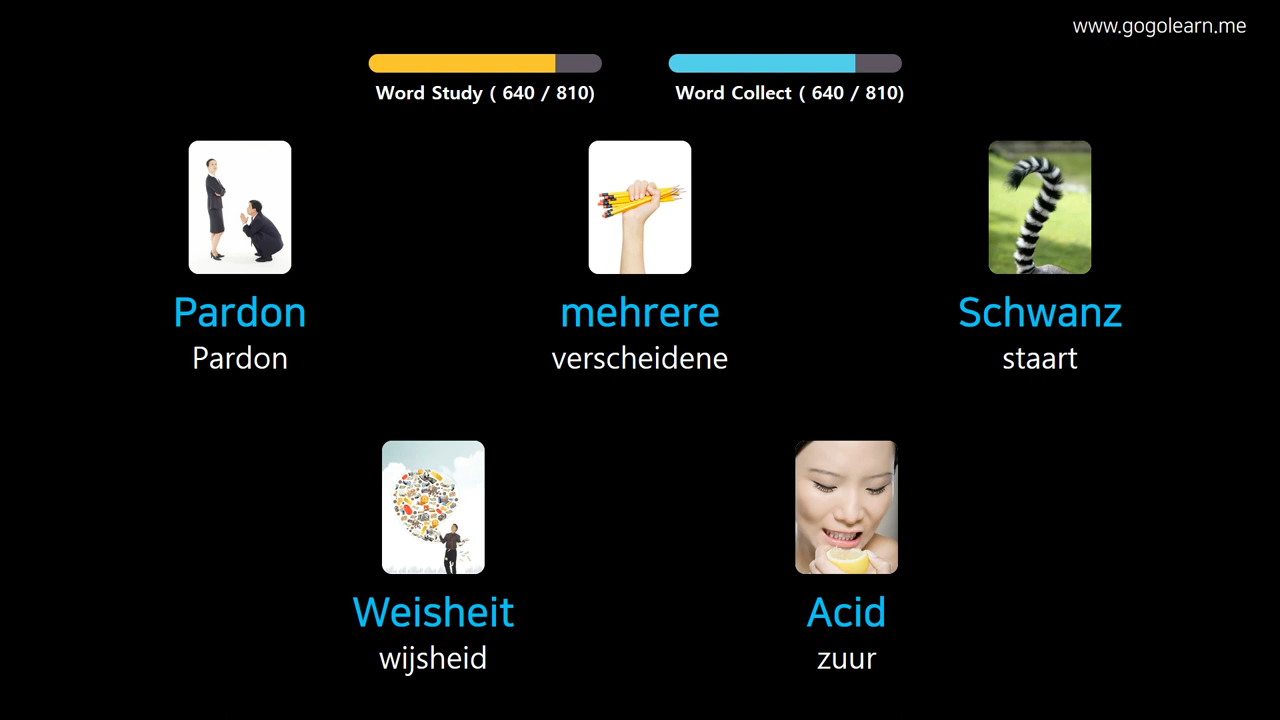 www.gogolearn.me
Word Study ( 640 / 810)
Word Collect ( 640 / 810)
Pardon
Pardon
mehrere
verscheidene
Schwanz
staart
Weisheit
wijsheid
Acid
zuur